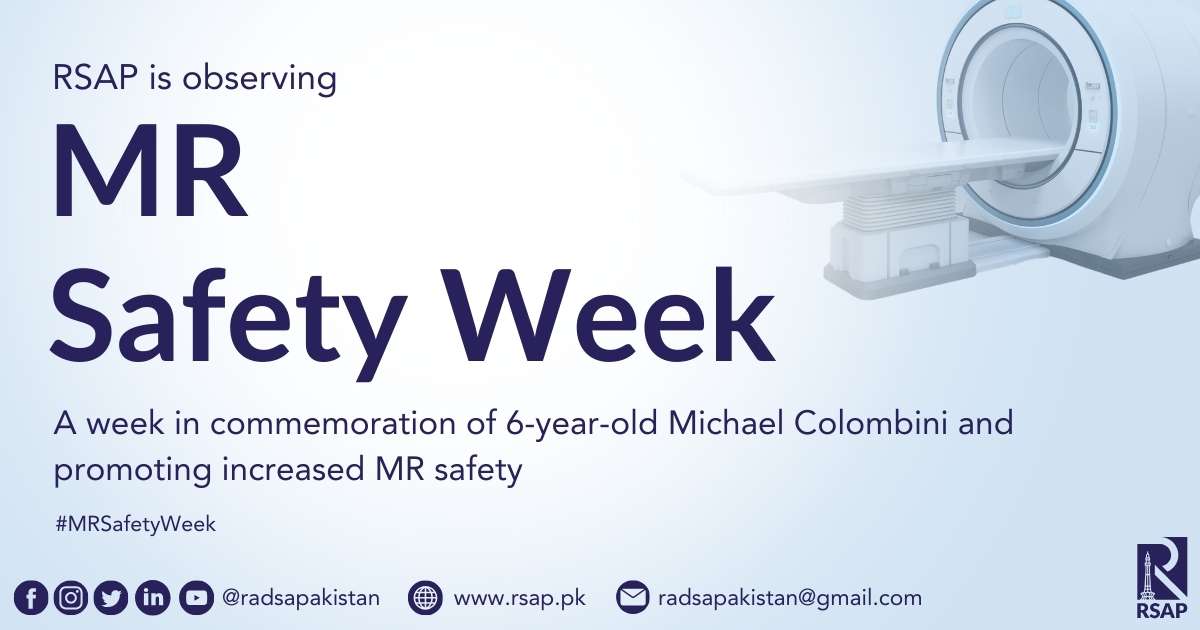 RSAP is observing
MR
Safety Week
A week in commemoration of 6-year-old Michael Colombini and
promoting increased MR safety
#MRSafetyWeek
@radsapakistan www.rsap.pk radsapakistan@gmail.com
RSAP